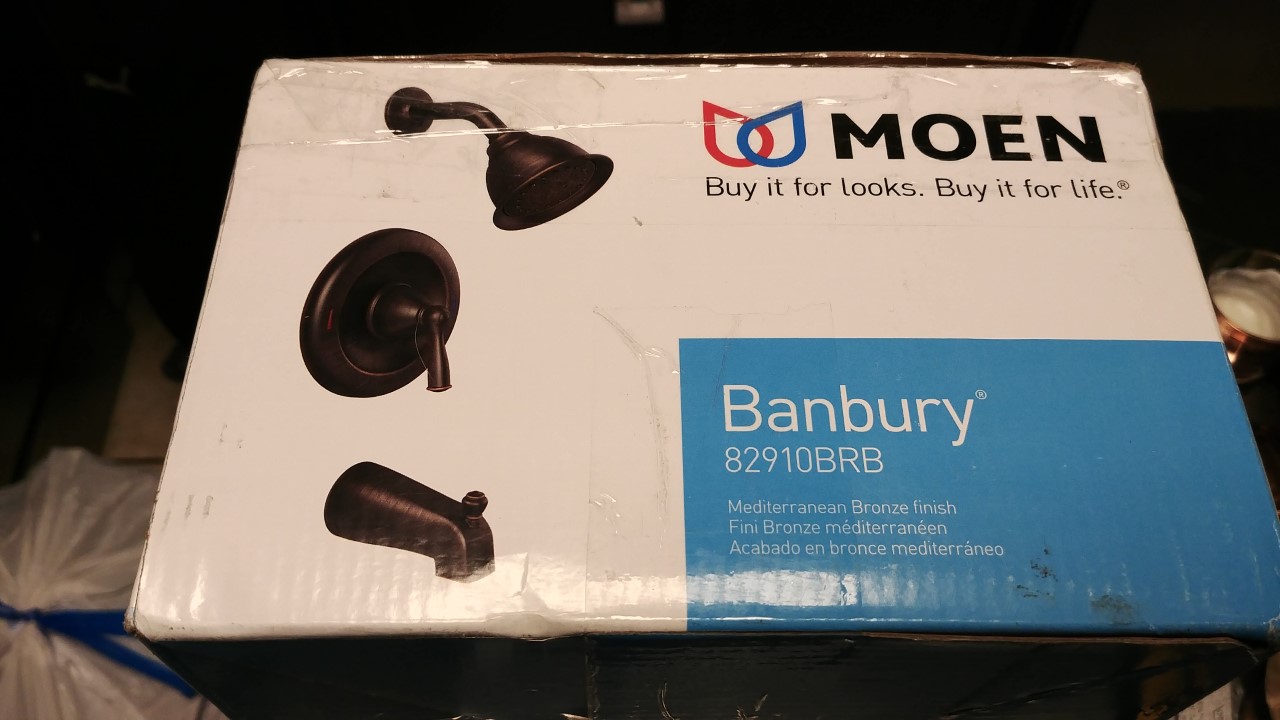 MOEN
Buy it for looks. Buy it for life.®
Banbury®
82910BRB
Mediterranean Bronze finish
Fini Bronze méditerranéen
Acabado en bronce mediterráneo